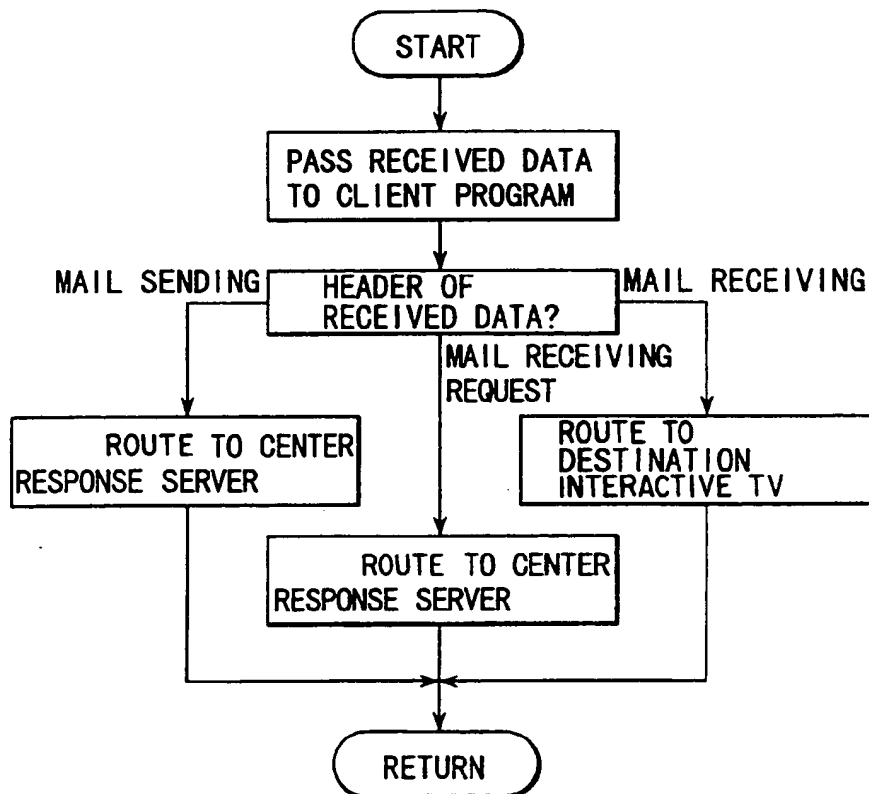 START
PASS RECEIVED DATA
TO CLIENT PROGRAM
MAIL SENDING
HEADER OF
RECEIVED DATA?
MAIL RECEIVING
MAIL RECEIVING
REQUEST
ROUTE TO CENTER
RESPONSE SERVER
ROUTE TO
DESTINATION
INTERACTIVE TV
ROUTE TO CENTER
RESPONSE SERVER
RETURN